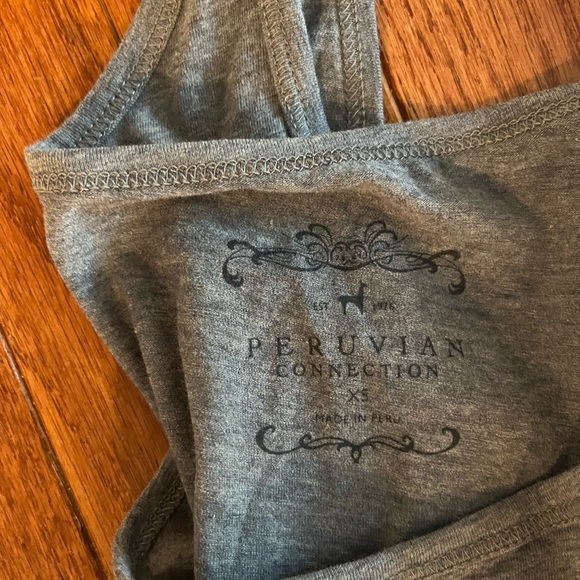 EST 1976
PERUVIAN
CONNECTION
XS
MADE IN PERU